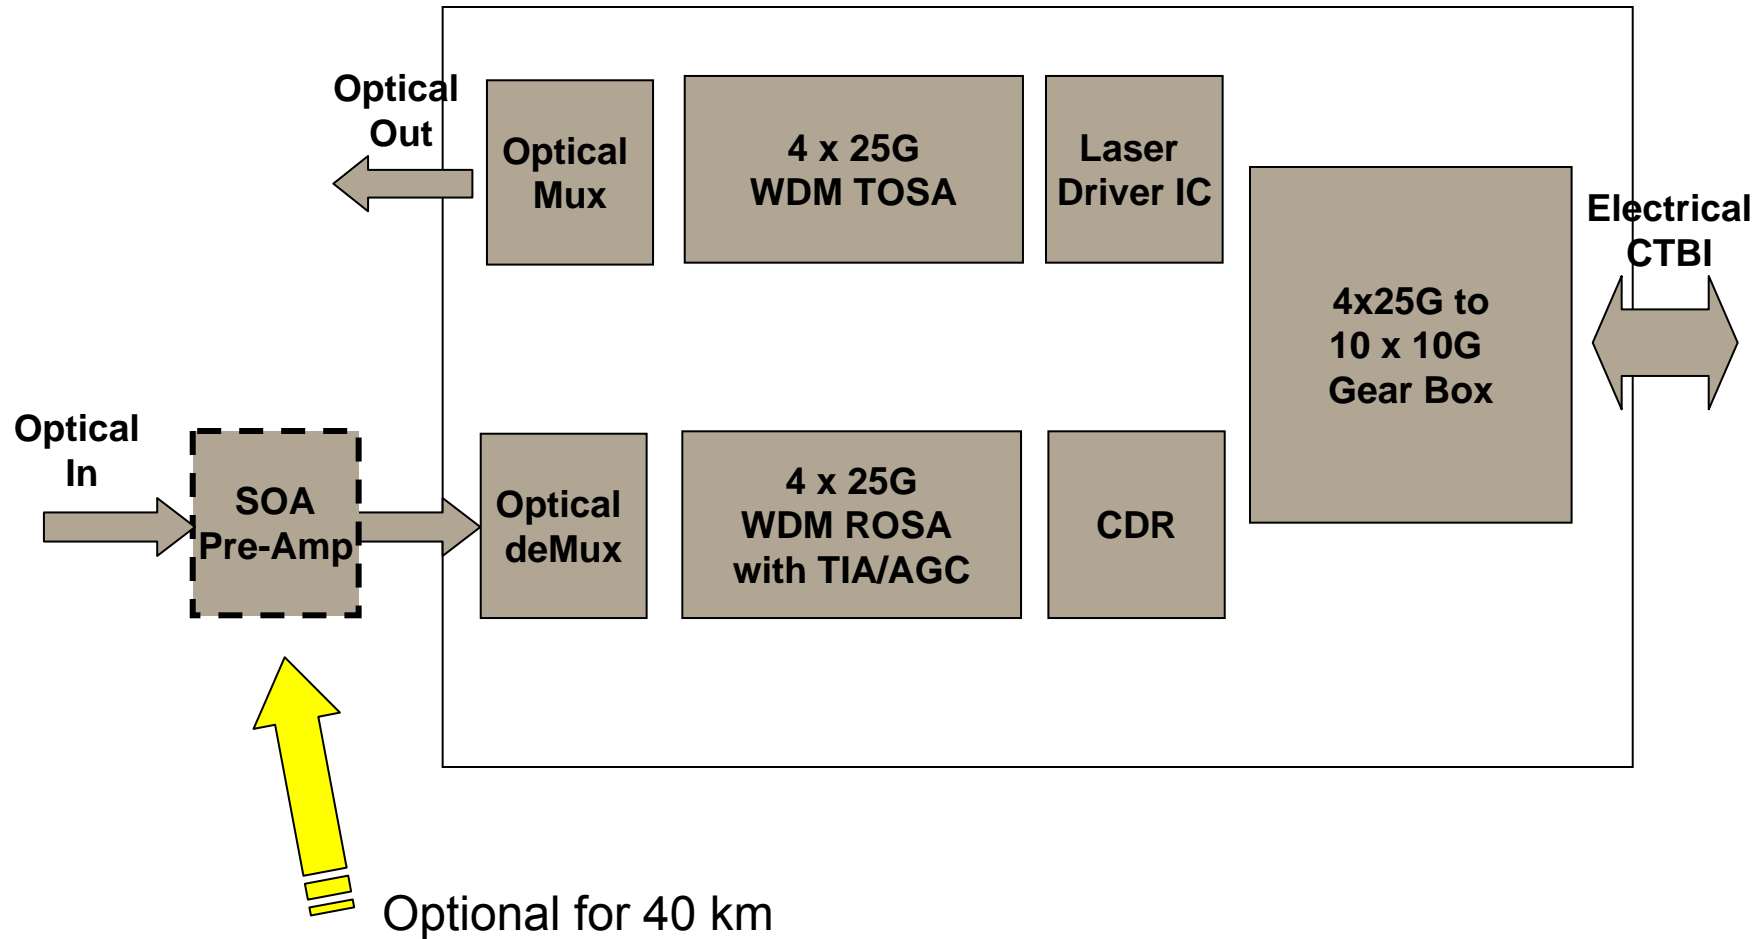 Optical
Out
Optical
Mux
4 x 25G
WDM TOSA
Laser
Driver IC
4x25G to
10 x 10G
Gear Box
Electrical
CTBI
Optical
In
SOA
Pre-Amp
Optical
deMux
4 x 25G
WDM ROSA
with TIA/AGC
CDR
Optional for 40 km